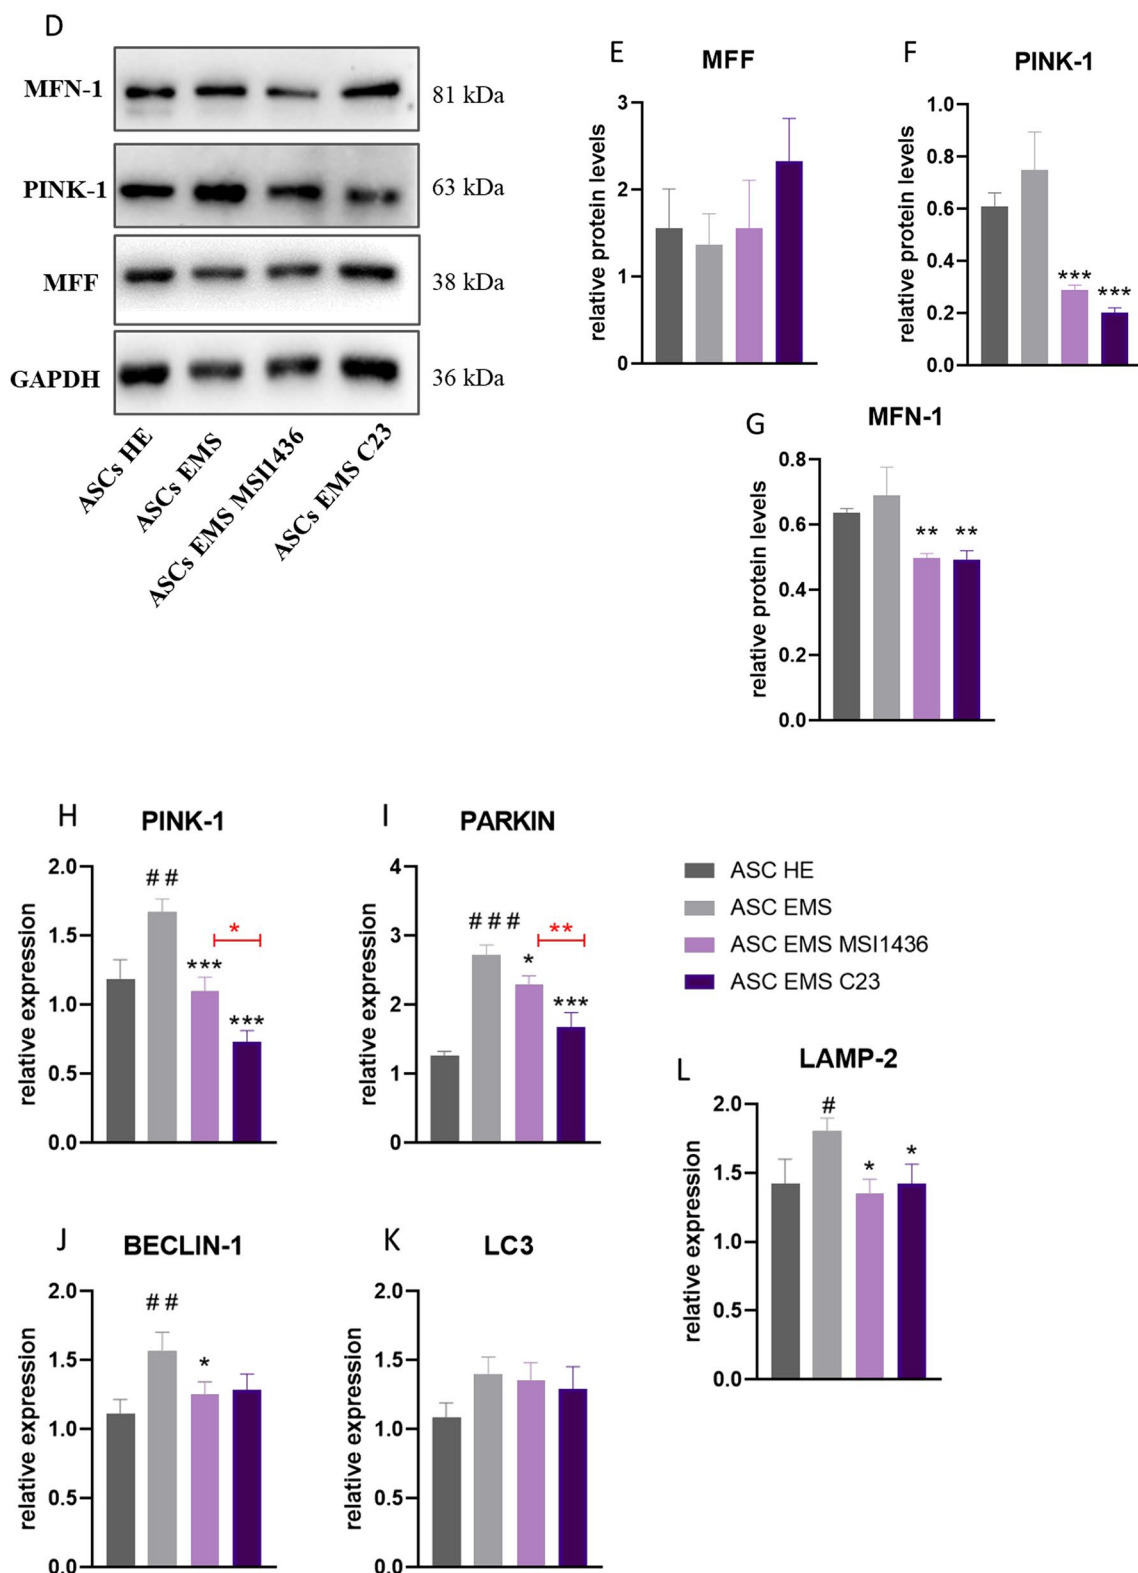 D
MFN-1
81 kDa
PINK-1
63 kDa
MFF
38 kDa
GAPDH
36 kDa
ASCs HE
ASCs EMS
ASCs EMS MSI1436
ASCs EMS C23
E
MFF
relative protein levels
3
2
1
0
F
PINK-1
relative protein levels
1.0
0.8
0.6
0.4
0.2
0.0
***
***
G
MFN-1
relative protein levels
0.8
0.6
0.4
0.2
0.0
**
**
H
PINK-1
relative expression
2.0
1.5
1.0
0.5
0.0
##
***
***
*
I
PARKIN
relative expression
4
3
2
1
0
###
*
***
**
ASC HE
ASC EMS
ASC EMS MSI1436
ASC EMS C23
J
BECLIN-1
relative expression
2.0
1.5
1.0
0.5
0.0
##
*
K
LC3
relative expression
2.0
1.5
1.0
0.5
0.0
L
LAMP-2
relative expression
2.0
1.5
1.0
0.5
0.0
#
*
*